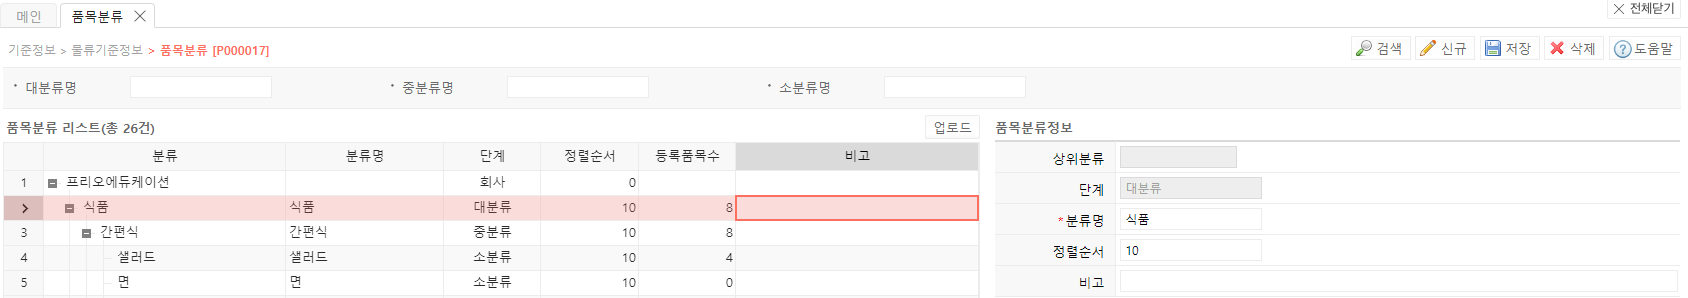 메인 품목분류 전체닫기
기준정보 > 물류기준정보 > 품목분류 [P000017] 검색 신규 저장 삭제 도움말
대분류명 중분류명 소분류명
품목분류 리스트(총 26건) 업로드 품목분류정보
분류 분류명 단계 정렬순서 등록품목수 비고
1 프리오에듀케이션 회사 0
식품 식품 대분류 10 8
3 간편식 간편식 중분류 10 8
4 샐러드 샐러드 소분류 10 4
5 면 면 소분류 10 0
상위분류
단계 대분류
*분류명 식품
정렬순서 10
비고